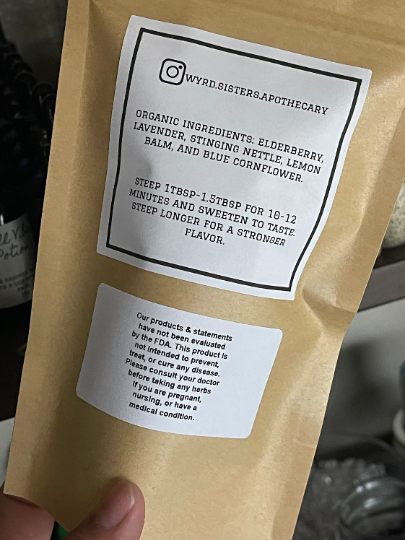 WYRD.SISTERS.APOTHECARY
ORGANIC INGREDIENTS: ELDERBERRY,
LAVENDER, STINGING NETTLE, LEMON
BALM, AND BLUE CORNFLOWER.
STEEP 1TBSP-1.5TBSP FOR 10-12
MINUTES AND SWEETEN TO TASTE.
STEEP LONGER FOR A STRONGER
FLAVOR.
Our products & statements
have not been evaluated
by the FDA. This product is
not intended to prevent,
treat, or cure any disease.
Please consult your doctor
before taking any herbs
if you are pregnant,
nursing, or have a
medical condition.